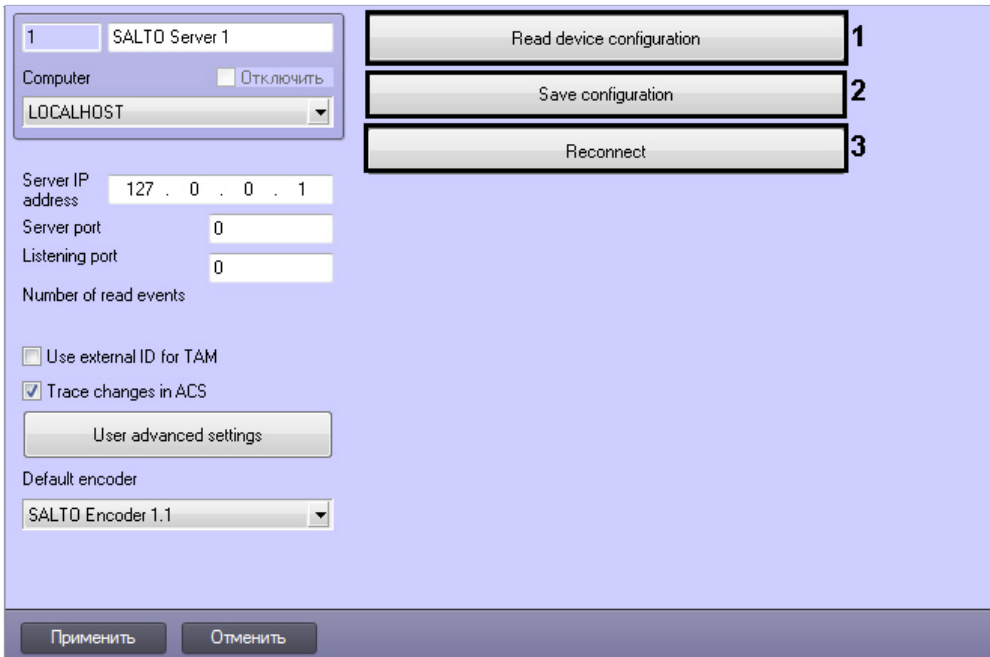 1 SALTO Server 1
Computer Отключить
LOCALHOST
Server IP
address
127 . 0 . 0 . 1
Server port 0
Listening port 0
Number of read events
Use external ID for TAM
Trace changes in ACS
User advanced settings
Default encoder
SALTO Encoder 1.1
Read device configuration 1
Save configuration 2
Reconnect 3
Применить Отменить